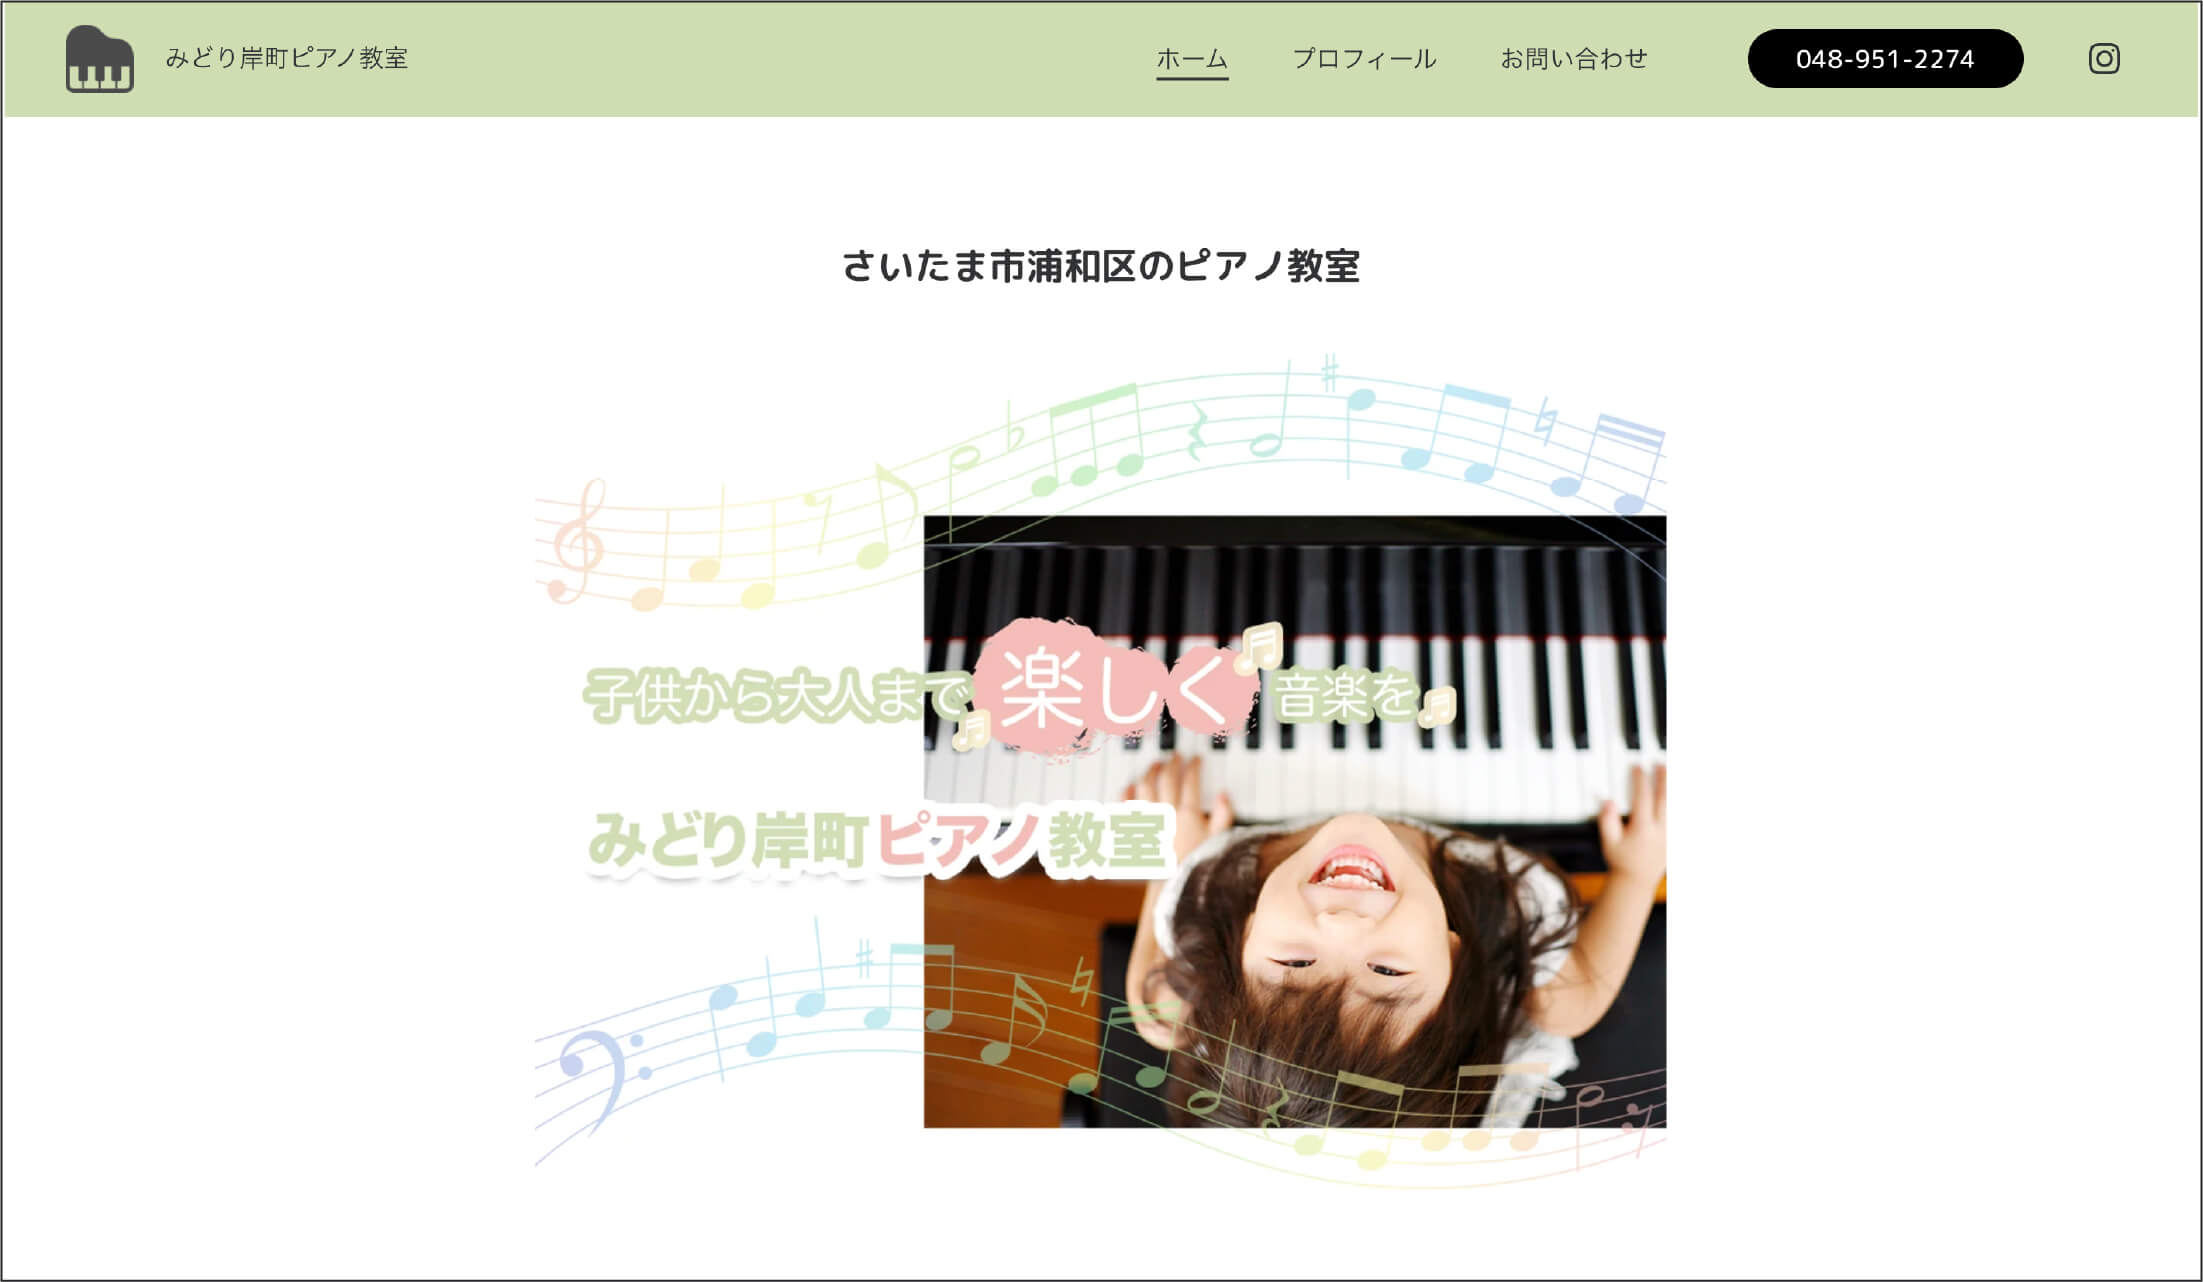 みどり岸町ピアノ教室
ホーム
プロフィール
お問い合わせ
048-951-2274
さいたま市浦和区のピアノ教室
子供から大人まで楽しく音楽を
みどり岸町ピアノ教室